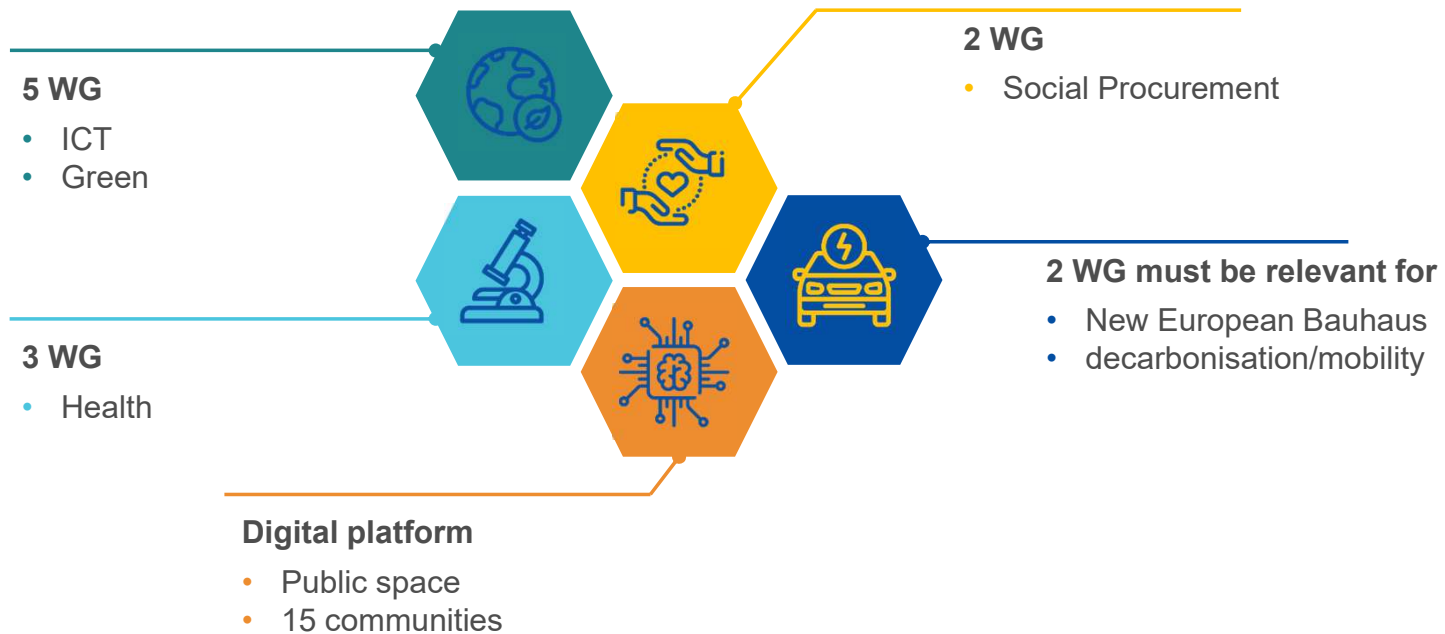 5 WG
• ICT
• Green
2 WG
• Social Procurement
3 WG
• Health
2 WG must be relevant for
• New European Bauhaus
• decarbonisation/mobility
Digital platform
• Public space
• 15 communities